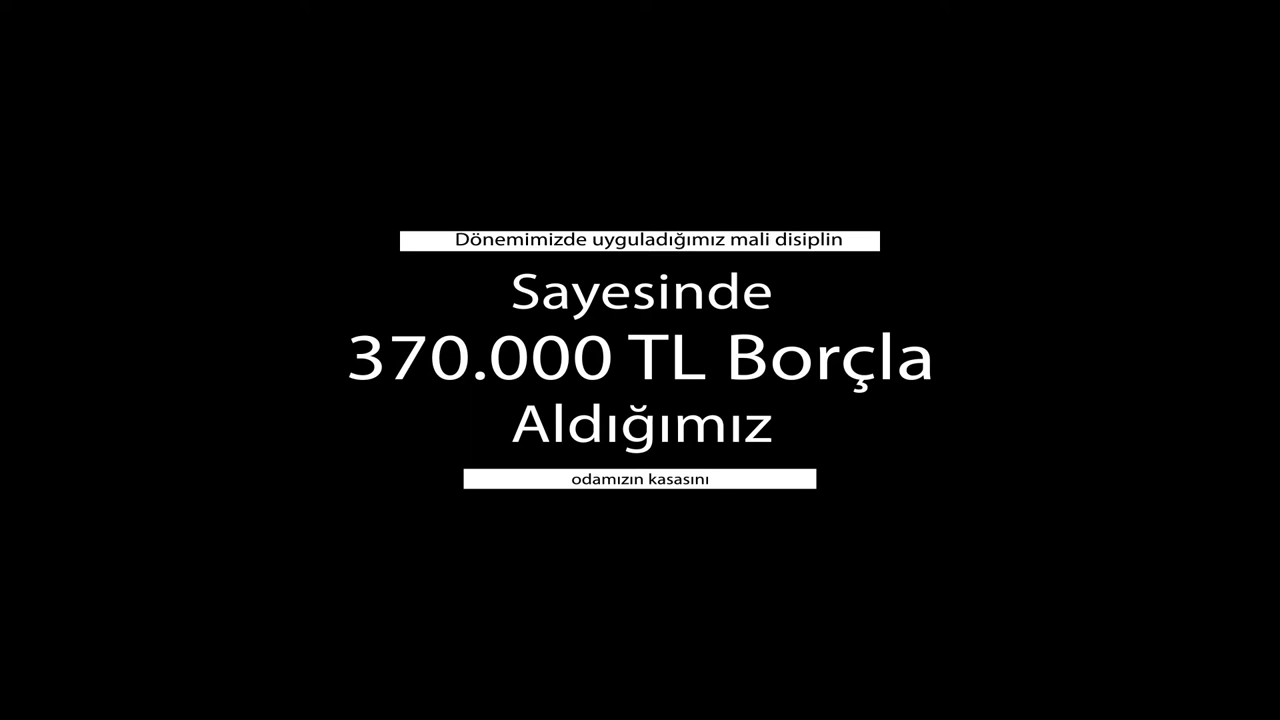 Dönemimizde uyguladığımız mali disiplin
Sayesinde
370.000 TL Borçla
Aldığımız
odamızın kasasını